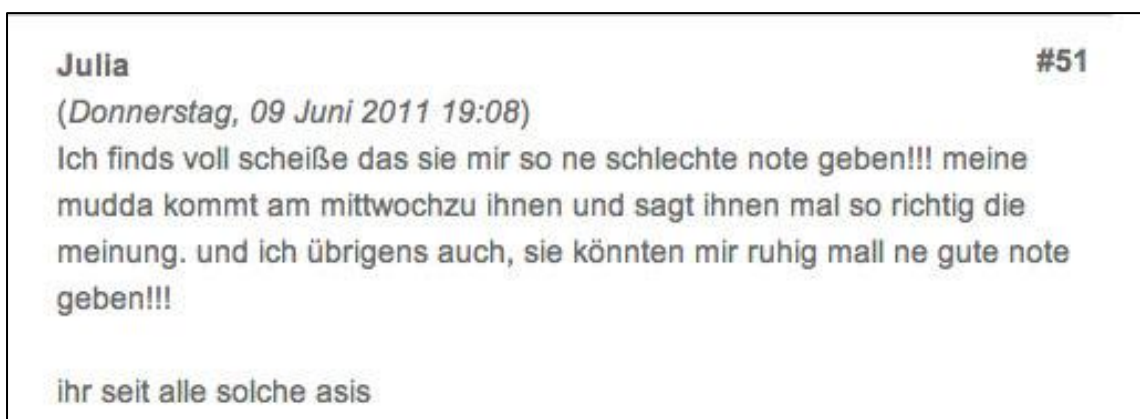 Julia #51
(Donnerstag, 09 Juni 2011 19:08)
Ich finds voll scheiße das sie mir so ne schlechte note geben!!! meine
mudda kommt am mittwochzu ihnen und sagt ihnen mal so richtig die
meinung. und ich übrigens auch, sie könnten mir ruhig mall ne gute note
geben!!!
ihr seit alle solche asis